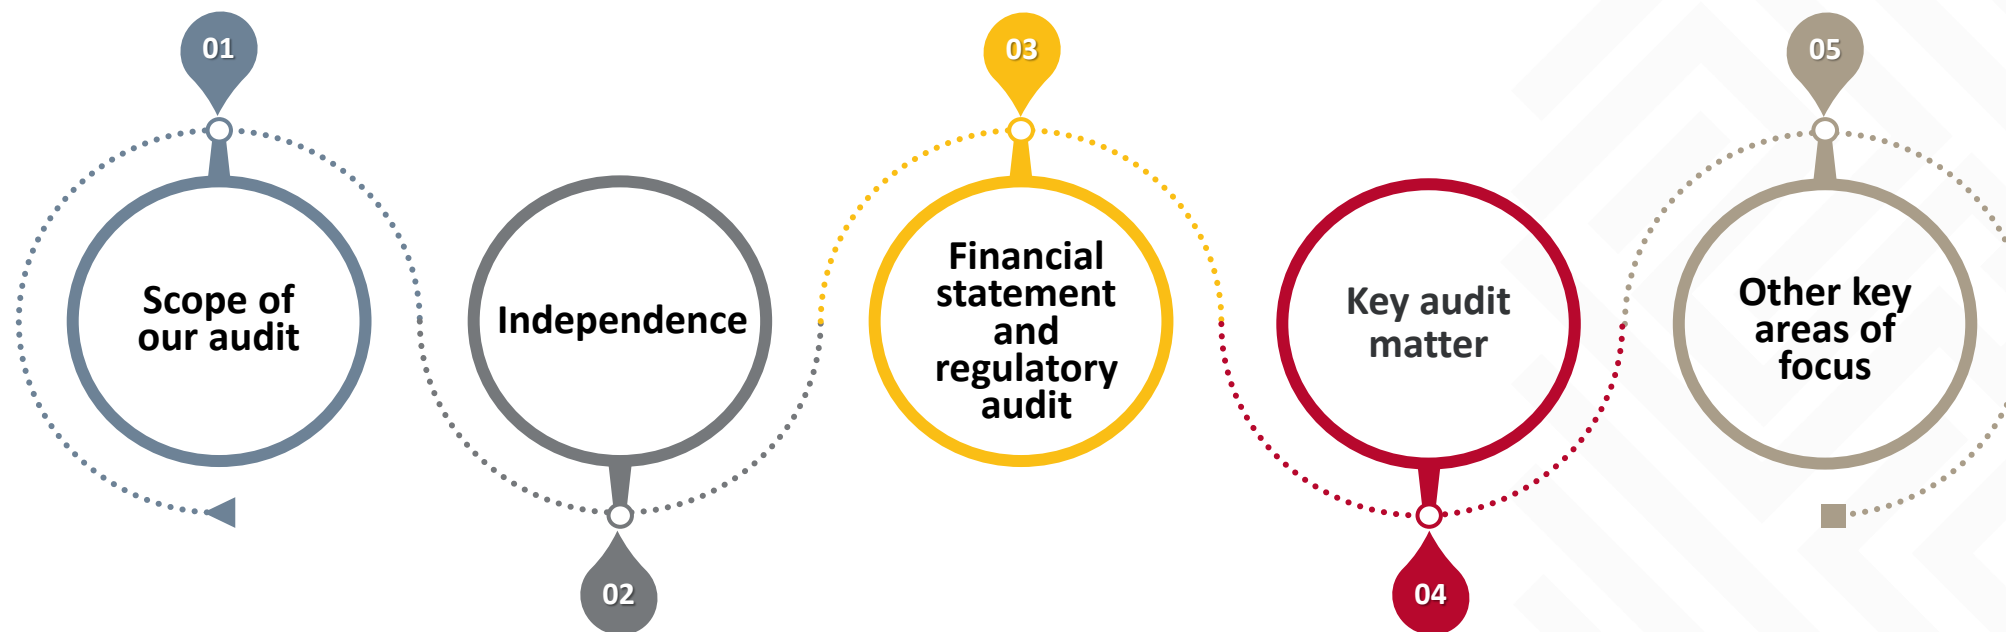 01
Scope of
our audit
Independence
02
03
Financial
statement
and
regulatory
audit
Key audit
matter
04
05
Other key
areas of
focus